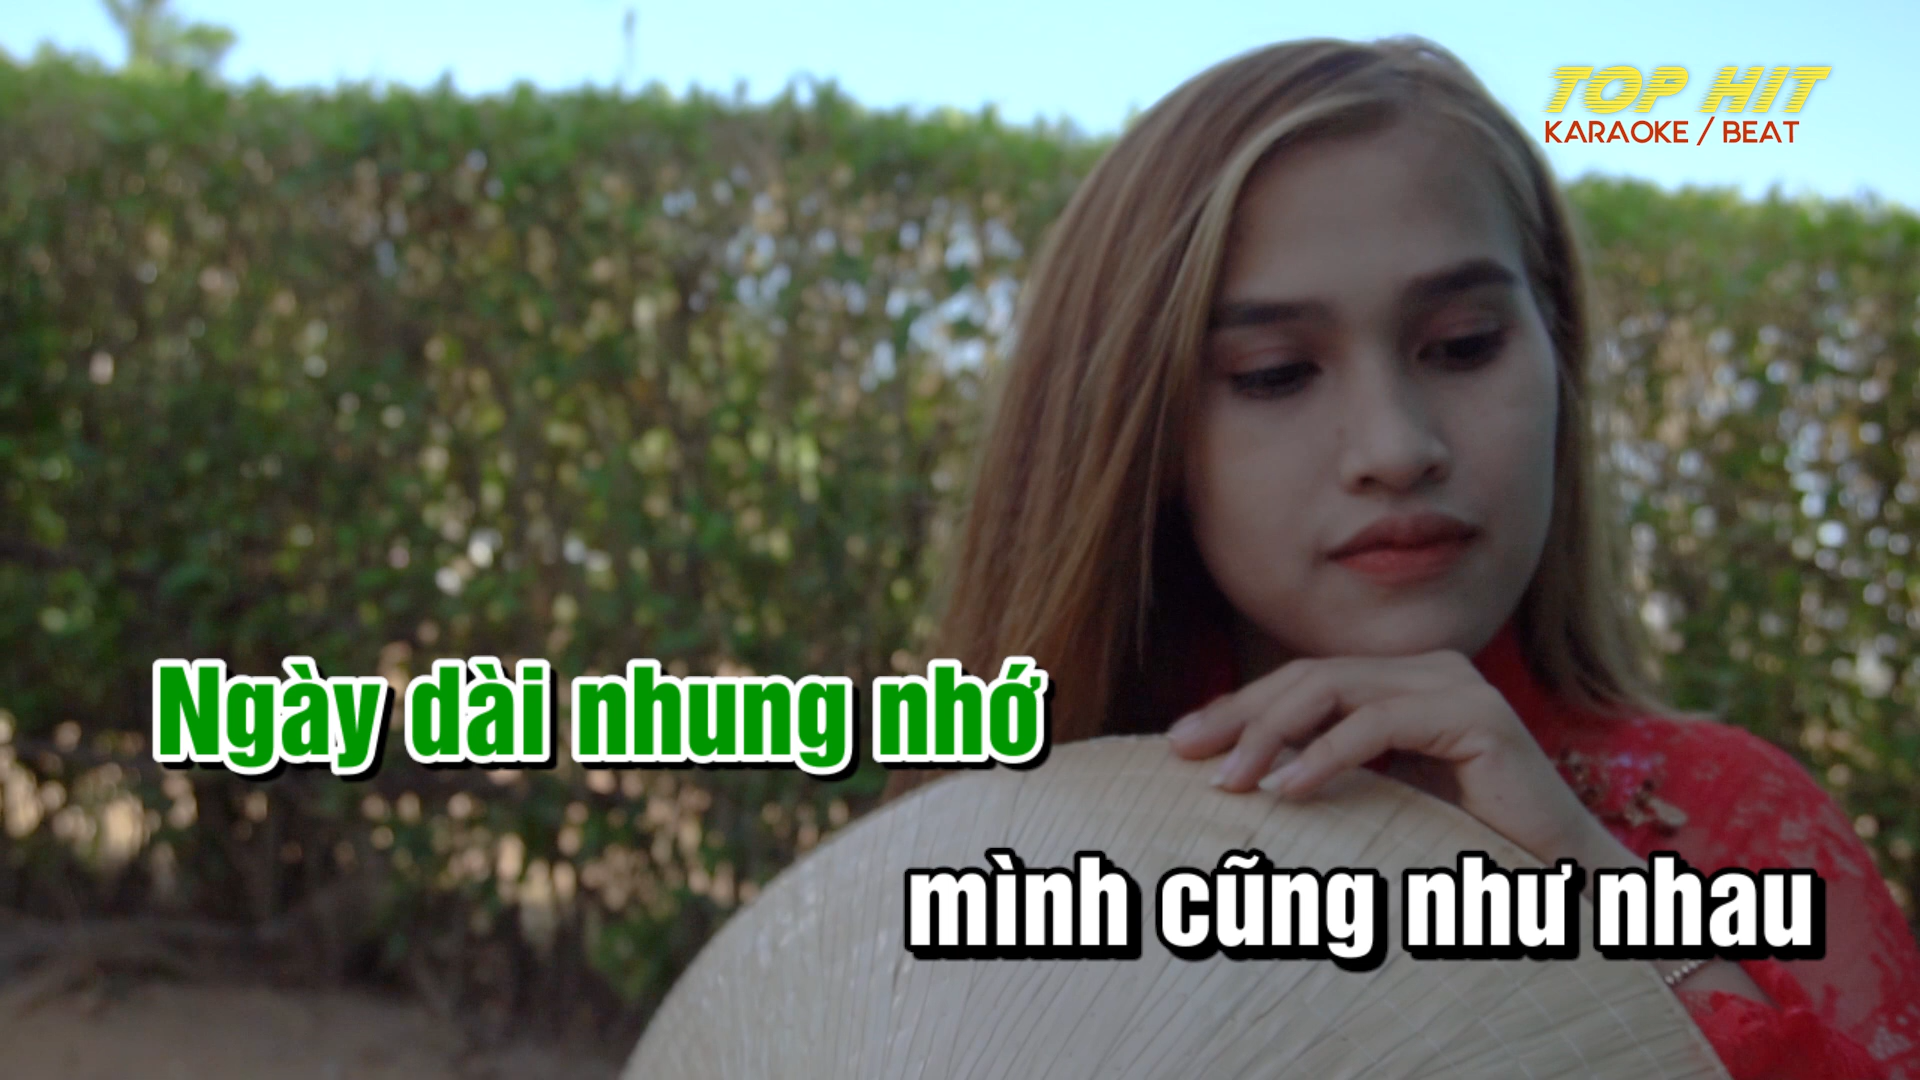 TOP HIT
KARAOKE / BEAT
Ngày dài nhung nhớ
mình cũng như nhau